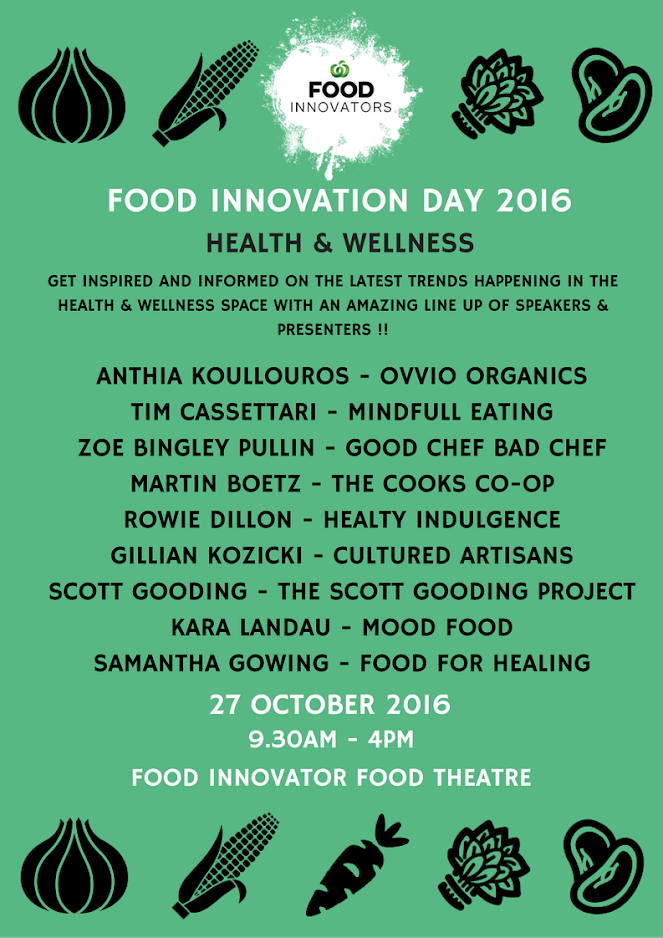 FOOD
INNOVATORS
FOOD INNOVATION DAY 2016
HEALTH & WELLNESS
GET INSPIRED AND INFORMED ON THE LATEST TRENDS HAPPENING IN THE
HEALTH & WELLNESS SPACE WITH AN AMAZING LINE UP OF SPEAKERS &
PRESENTERS !!
ANTHIA KOULLOUROS - OVVIO ORGANICS
TIM CASSETTARI - MINDFULL EATING
ZOE BINGLEY PULLIN - GOOD CHEF BAD CHEF
MARTIN BOETZ - THE COOKS CO-OP
ROWIE DILLON - HEALTY INDULGENCE
GILLIAN KOZICKI - CULTURED ARTISANS
SCOTT GOODING - THE SCOTT GOODING PROJECT
KARA LANDAU - MOOD FOOD
SAMANTHA GOWING - FOOD FOR HEALING
27 OCTOBER 2016
9.30AM - 4PM
FOOD INNOVATOR FOOD THEATRE